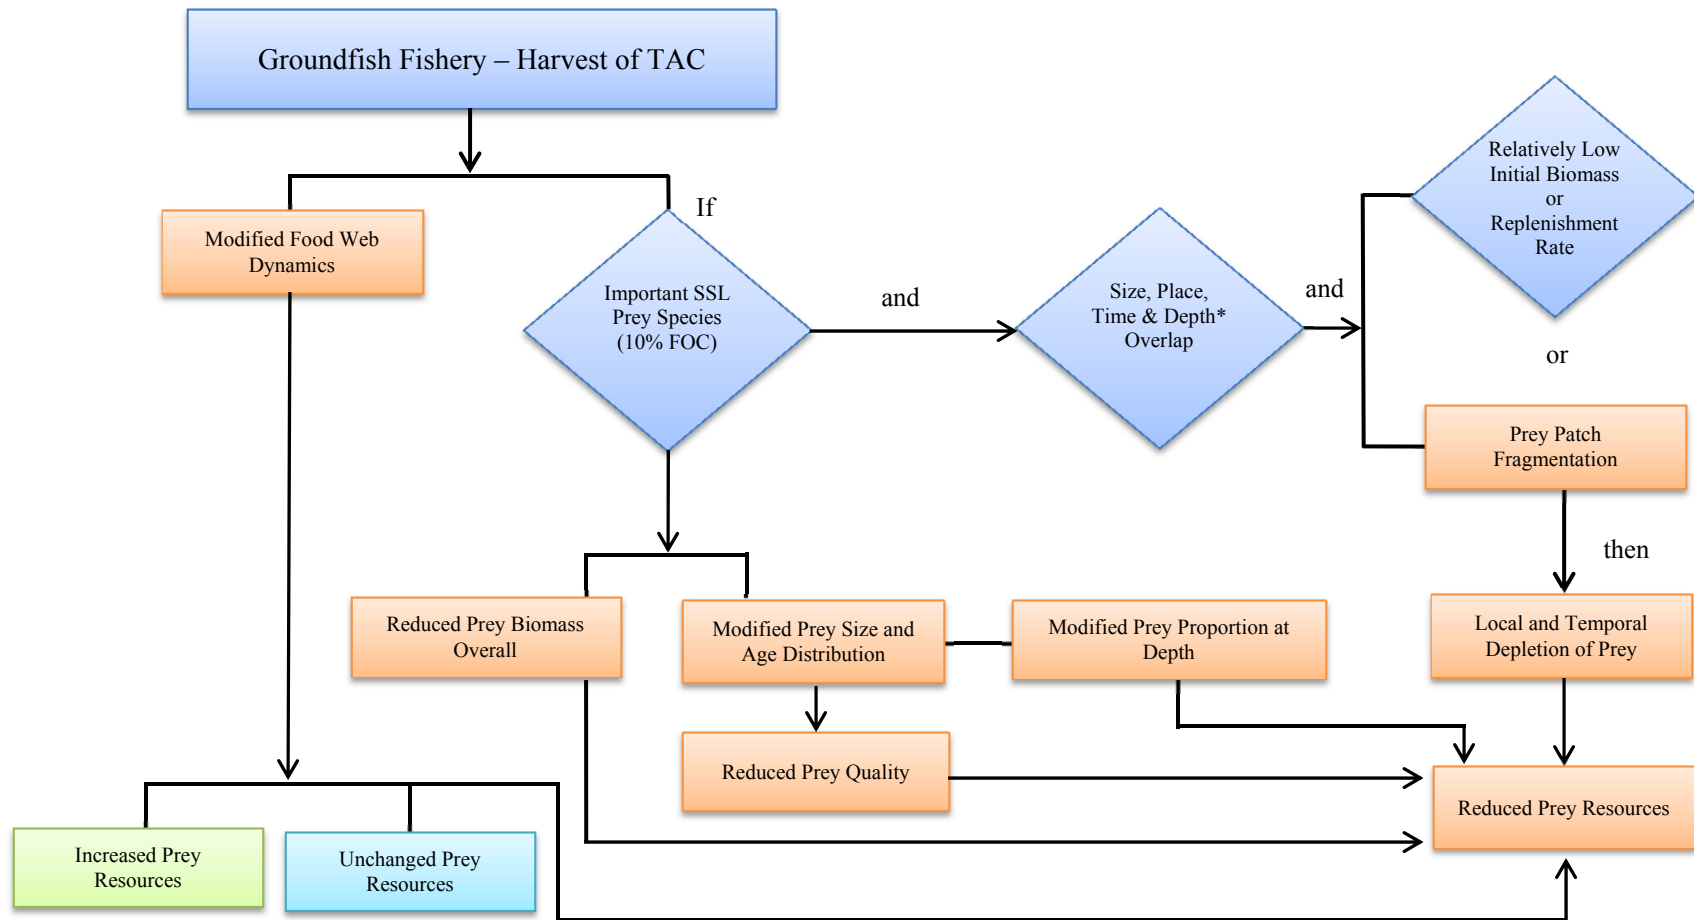 Groundfish Fishery – Harvest of TAC
If
Modified Food Web
Dynamics
Important SSL
Prey Species
(10% FOC)
and
Size, Place,
Time & Depth*
Overlap
and
Relatively Low
Initial Biomass
or
Replenishment
Rate
or
Prey Patch
Fragmentation
then
Reduced Prey Biomass
Overall
Modified Prey Size and
Age Distribution
Modified Prey Proportion at
Depth
Local and Temporal
Depletion of Prey
Reduced Prey Quality
Reduced Prey Resources
Increased Prey
Resources
Unchanged Prey
Resources